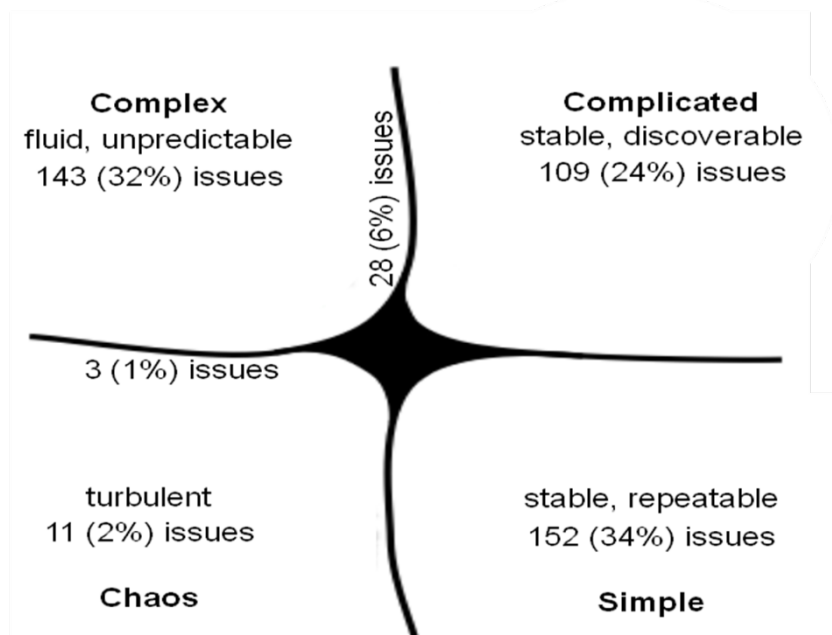 Complex
fluid, unpredictable
143 (32%) issues
28 (6%) issues
Complicated
stable, discoverable
109 (24%) issues
3 (1%) issues
turbulent
11 (2%) issues
Chaos
stable, repeatable
152 (34%) issues
Simple